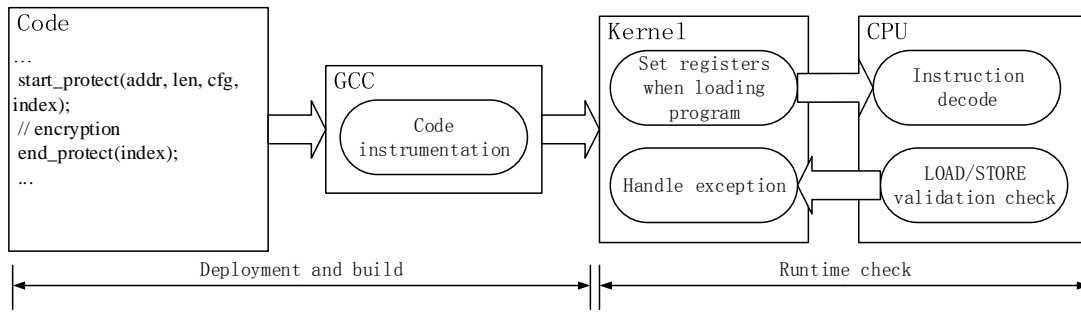 Code
...
start_protect(addr, len, cfg,
index);
// encryption
end_protect(index);
...
GCC
Code
instrumentation
Kernel
Set registers
when loading
program
Handle exception
CPU
Instruction
decode
LOAD/STORE
validation check
Deployment and build
Runtime check